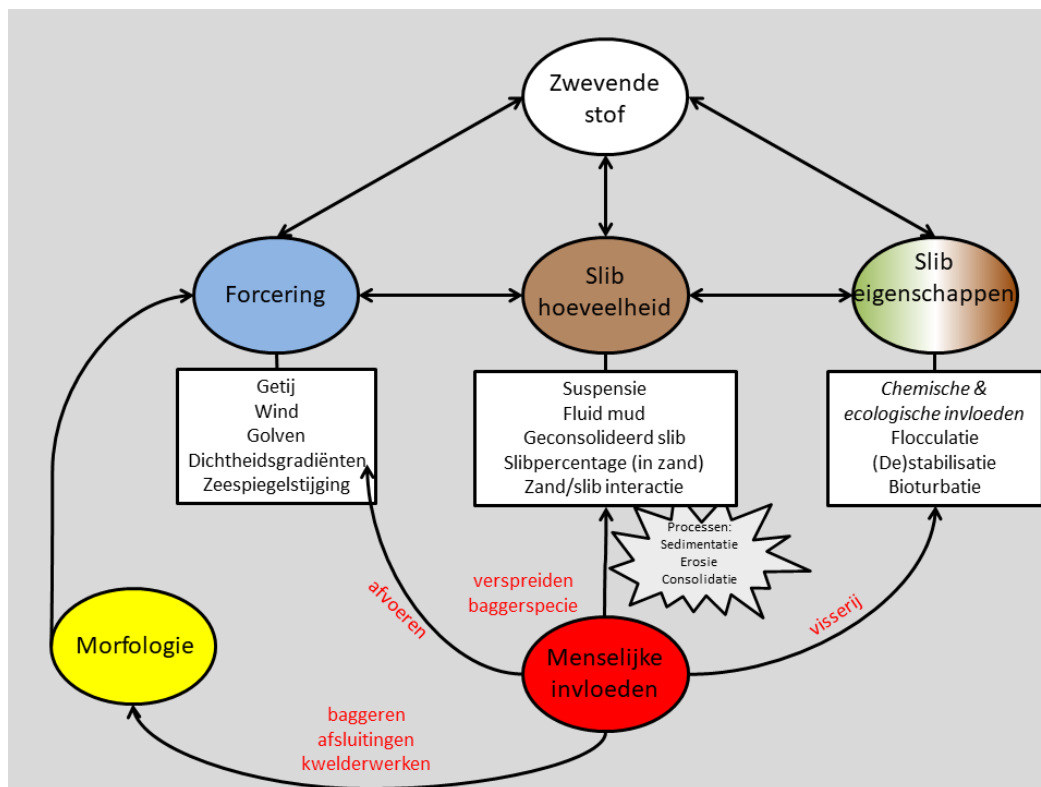 Zwevende
stof
Forcering
Slib
hoeveelheid
Slib
eigenschappen
Getij
Wind
Golven
Dichtheidsgradiënten
Zeespiegelstijging
Suspensie
Fluid mud
Geconsolideerd slib
Slibpercentage (in zand)
Zand/slib interactie
Chemische &
ecologische invloeden
Flocculatie
(De)stabilisatie
Bioturbatie
Processen:
Sedimentatie
Erosie
Consolidatie
afvoeren
verspreiden
baggerspecie
visserij
Morfologie
Menselijke
invloeden
baggeren
afsluitingen
kwelderwerken